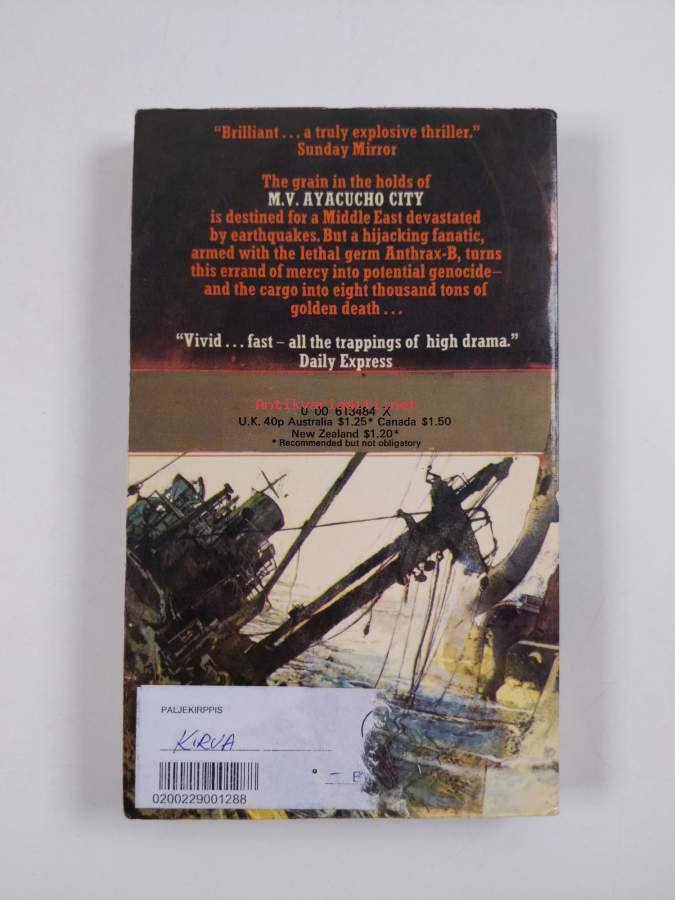 “Brilliant... a truly explosive thriller.”
Sunday Mirror
The grain in the holds of
M.V. AYACUCHO CITY
is destined for a Middle East devastated
by earthquakes. But a hijacking fanatic,
armed with the lethal germ Anthrax-B, turns
this errand of mercy into potential genocide—
and the cargo into eight thousand tons of
golden death...
“Vivid... fast – all the trappings of high drama.”
Daily Express
Antikvariaatti.net
U 00 613484 X
U.K. 40p Australia $1.25* Canada $1.50
New Zealand $1.20*
* Recommended but not obligatory
PALJEKIRPPIS
KIRJA
0200229001288